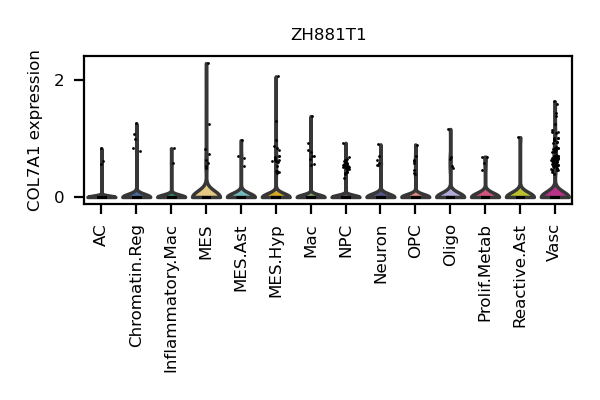 ZH881T1
COL7A1 expression
2
0
AC
Chromatin.Reg
Inflammatory.Mac
MES
MES.Ast
MES.Hyp
Mac
NPC
Neuron
OPC
Oligo
Prolif.Metab
Reactive.Ast
Vasc